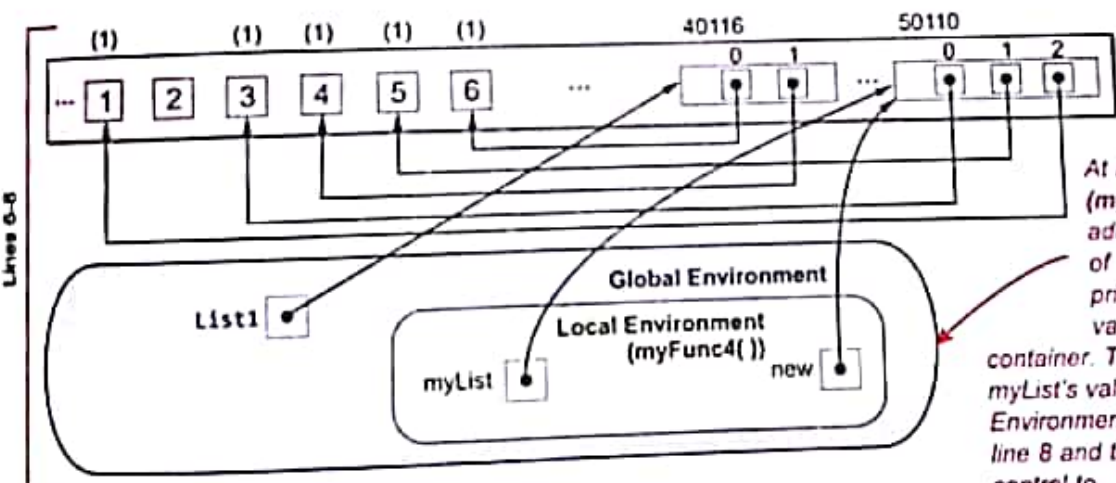 (1) (1) (1) (1) (1) 40116 50110
0 1 0 1 2
... 1 2 3 4 5 6 ... ...
Lines 6-8
Global Environment
List1
Local Environment
(myFunc4( ))
myList
new
At
(m
ad
of
pr
va
container. T
myList's val
Environmen
line 8 and t
control to